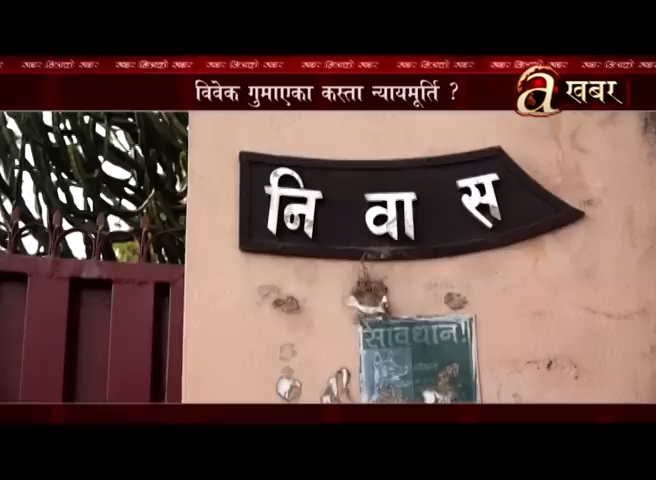 विवेक गुमाएका कस्ता न्यायमूर्ति ?
a खबर
निवास
सावधान !